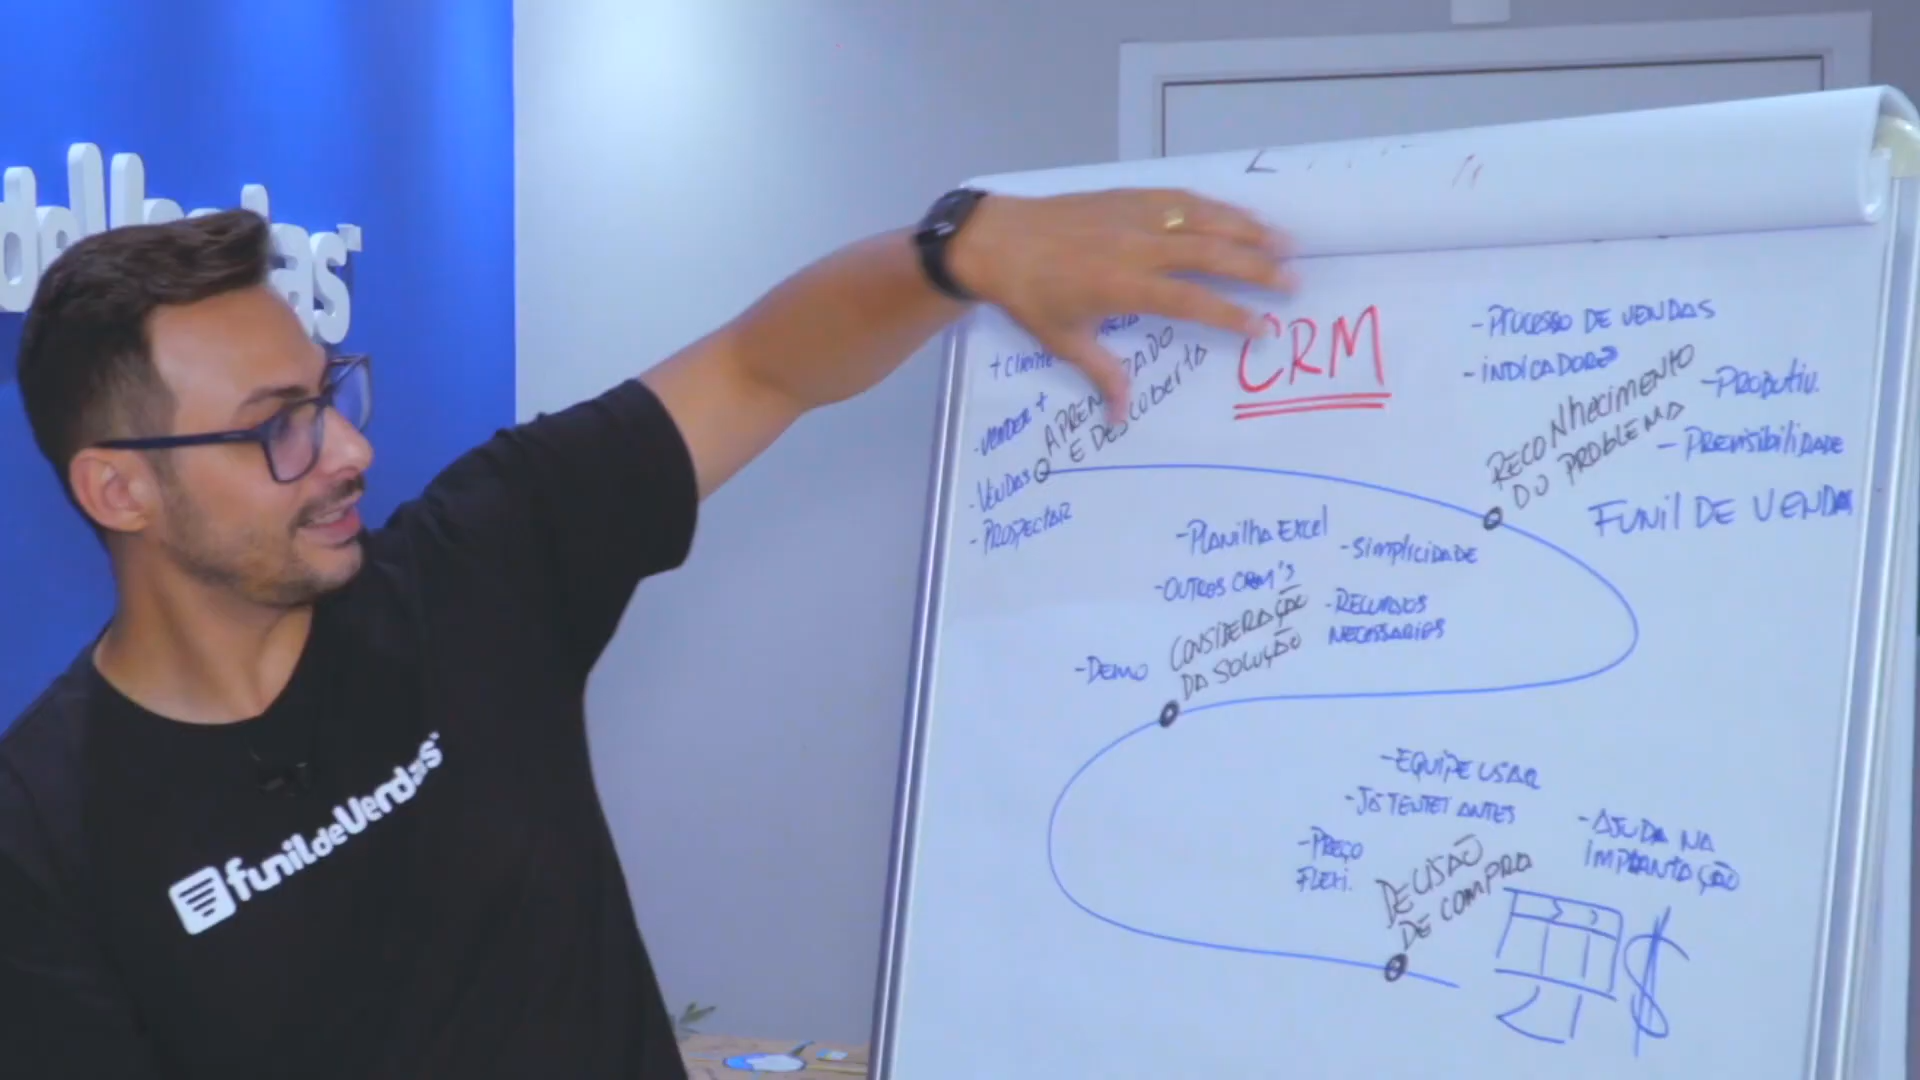 funildeVendas
CRM
APRENDIZADO
E DESCOBERTA
- VENDER +
- VENDAS
- PROSPECTAR
- PROCESSO DE VENDAS
- INDICADORES
RECONHECIMENTO
DO PROBLEMA
- PRODUTIV.
- PREVISIBILIDADE
FUNIL DE VENDAS
- PLANILHA EXCEL
- SIMPLICIDADE
- OUTROS CRM'S
- RECURSOS
NECESSARIOS
CONSIDERAÇÃO
DA SOLUÇÃO
- DEMO
- EQUIPE USAR
- JÁ TENTEI ANTES
- PREÇO
FLEXI.
- AJUDA NA
IMPLANTAÇÃO
DECISÃO
DE COMPRA
$